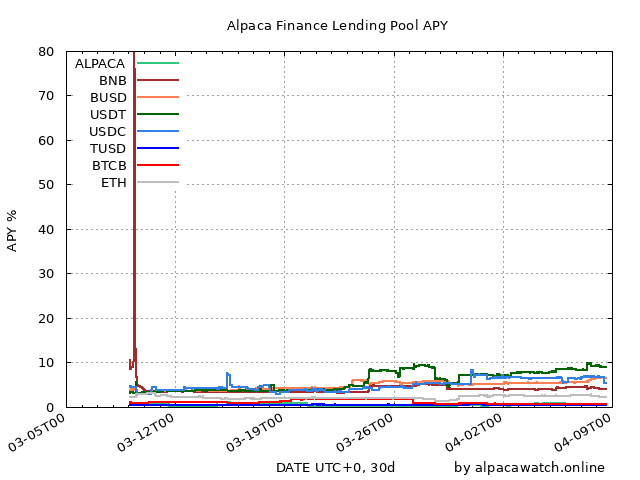 Alpaca Finance Lending Pool APY
80
70
60
50
40
30
20
10
0
APY %
ALPACA
BNB
BUSD
USDT
USDC
TUSD
BTCB
ETH
03-05T00
03-12T00
03-19T00
03-26T00
04-02T00
04-09T00
DATE UTC+0, 30d
by alpacawatch.online